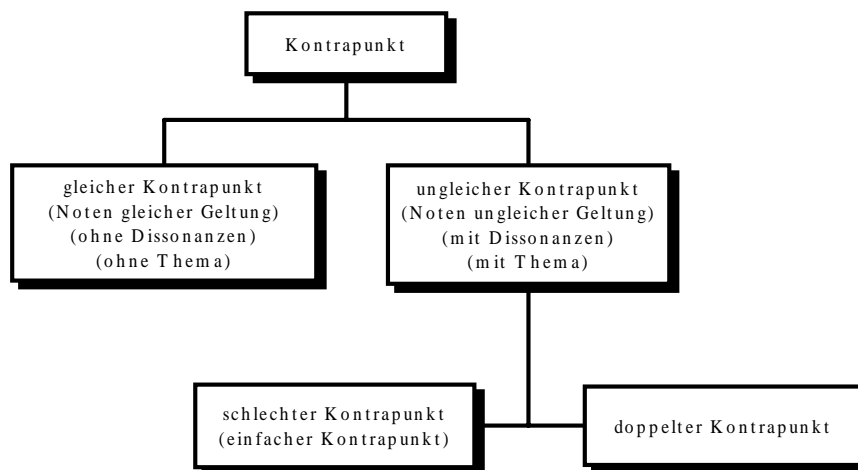 Kontrapunkt
gleicher Kontrapunkt
(Noten gleicher Geltung)
(ohne Dissonanzen)
(ohne Thema)
ungleicher Kontrapunkt
(Noten ungleicher Geltung)
(mit Dissonanzen)
(mit Thema)
schlechter Kontrapunkt
(einfacher Kontrapunkt)
doppelter Kontrapunkt